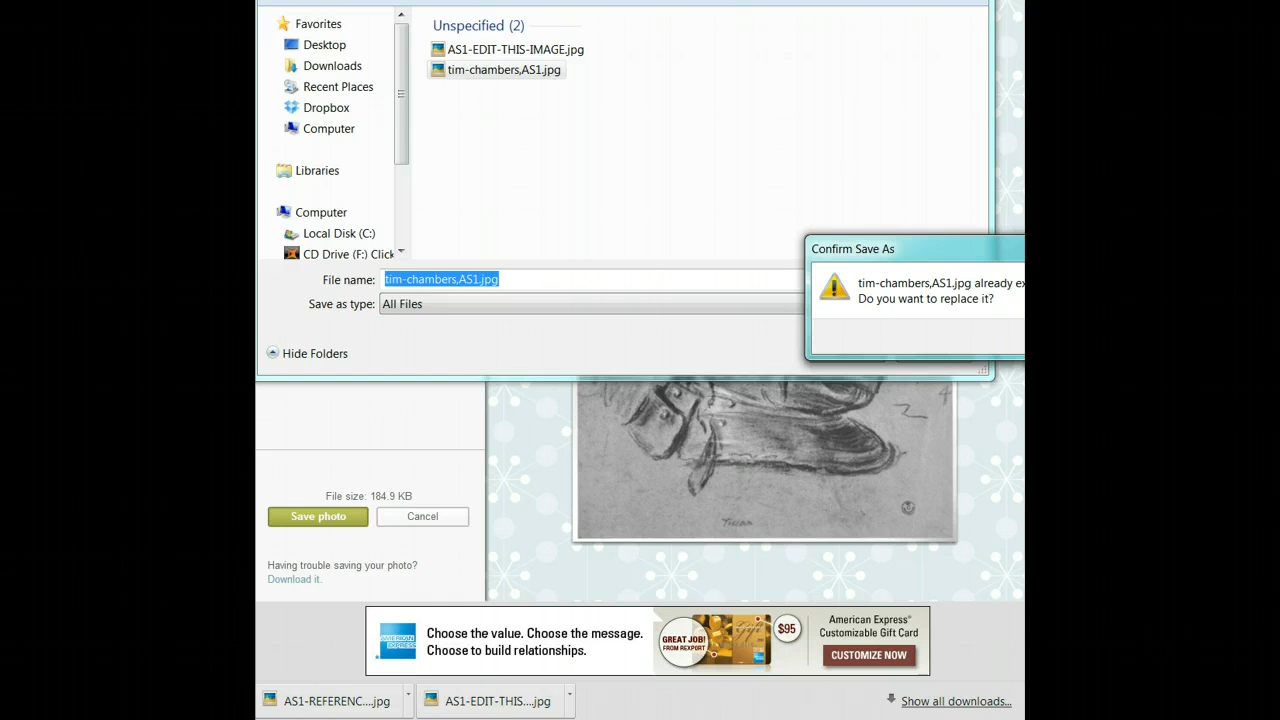 Favorites
Desktop
Downloads
Recent Places
Dropbox
Computer
Libraries
Computer
Local Disk (C:)
CD Drive (F:) Click
Unspecified (2)
AS1-EDIT-THIS-IMAGE.jpg
tim-chambers,AS1.jpg
File name: tim-chambers,AS1.jpg
Save as type: All Files
Hide Folders
Confirm Save As
tim-chambers,AS1.jpg already ex
Do you want to replace it?
File size: 184.9 KB
Save photo Cancel
Having trouble saving your photo?
Download it.
AMERICAN EXPRESS
Choose the value. Choose the message.
Choose to build relationships.
GREAT JOB!
FROM REXPORT
$95
American Express®
Customizable Gift Card
CUSTOMIZE NOW
AS1-REFERENC....jpg AS1-EDIT-THIS....jpg Show all downloads...